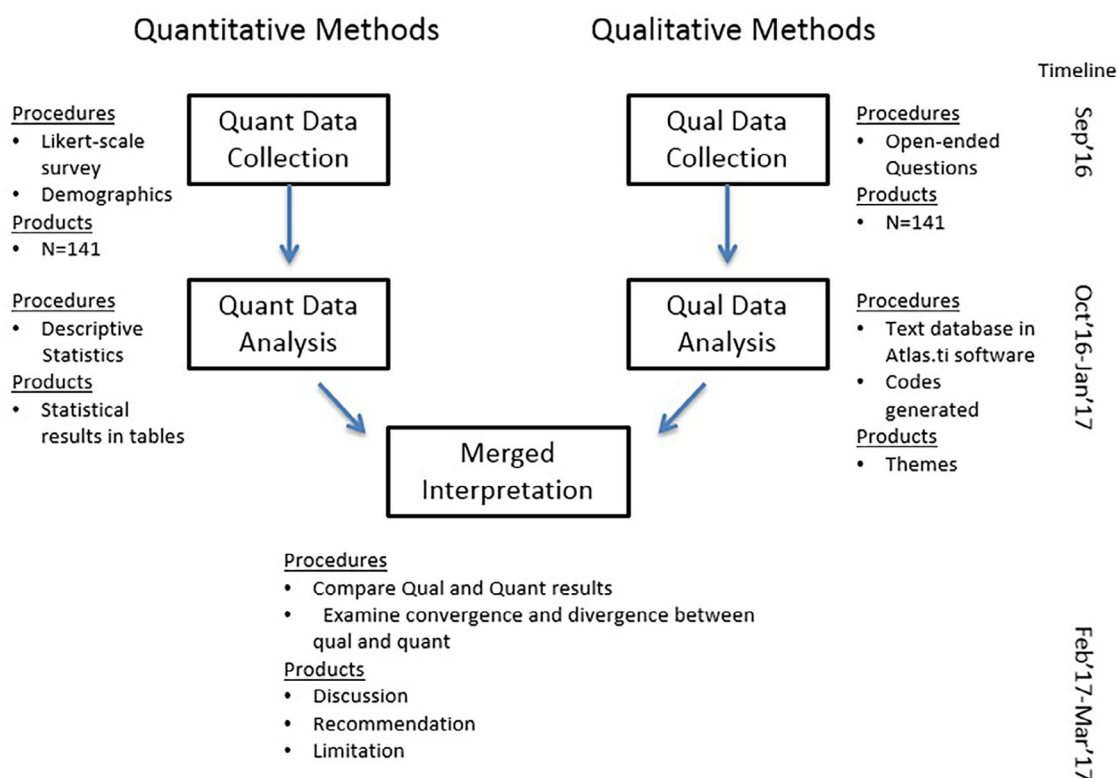 Quantitative Methods
Qualitative Methods
Timeline
Procedures
• Likert-scale
survey
• Demographics
Products
• N=141
Quant Data
Collection
Qual Data
Collection
Procedures
• Open-ended
Questions
Products
• N=141
Sep'16
Procedures
• Descriptive
Statistics
Products
• Statistical
results in tables
Quant Data
Analysis
Qual Data
Analysis
Procedures
• Text database in
Atlas.ti software
• Codes
generated
Products
• Themes
Oct'16-Jan'17
Merged
Interpretation
Procedures
• Compare Qual and Quant results
• Examine convergence and divergence between
qual and quant
Products
• Discussion
• Recommendation
• Limitation
Feb'17-Mar'17